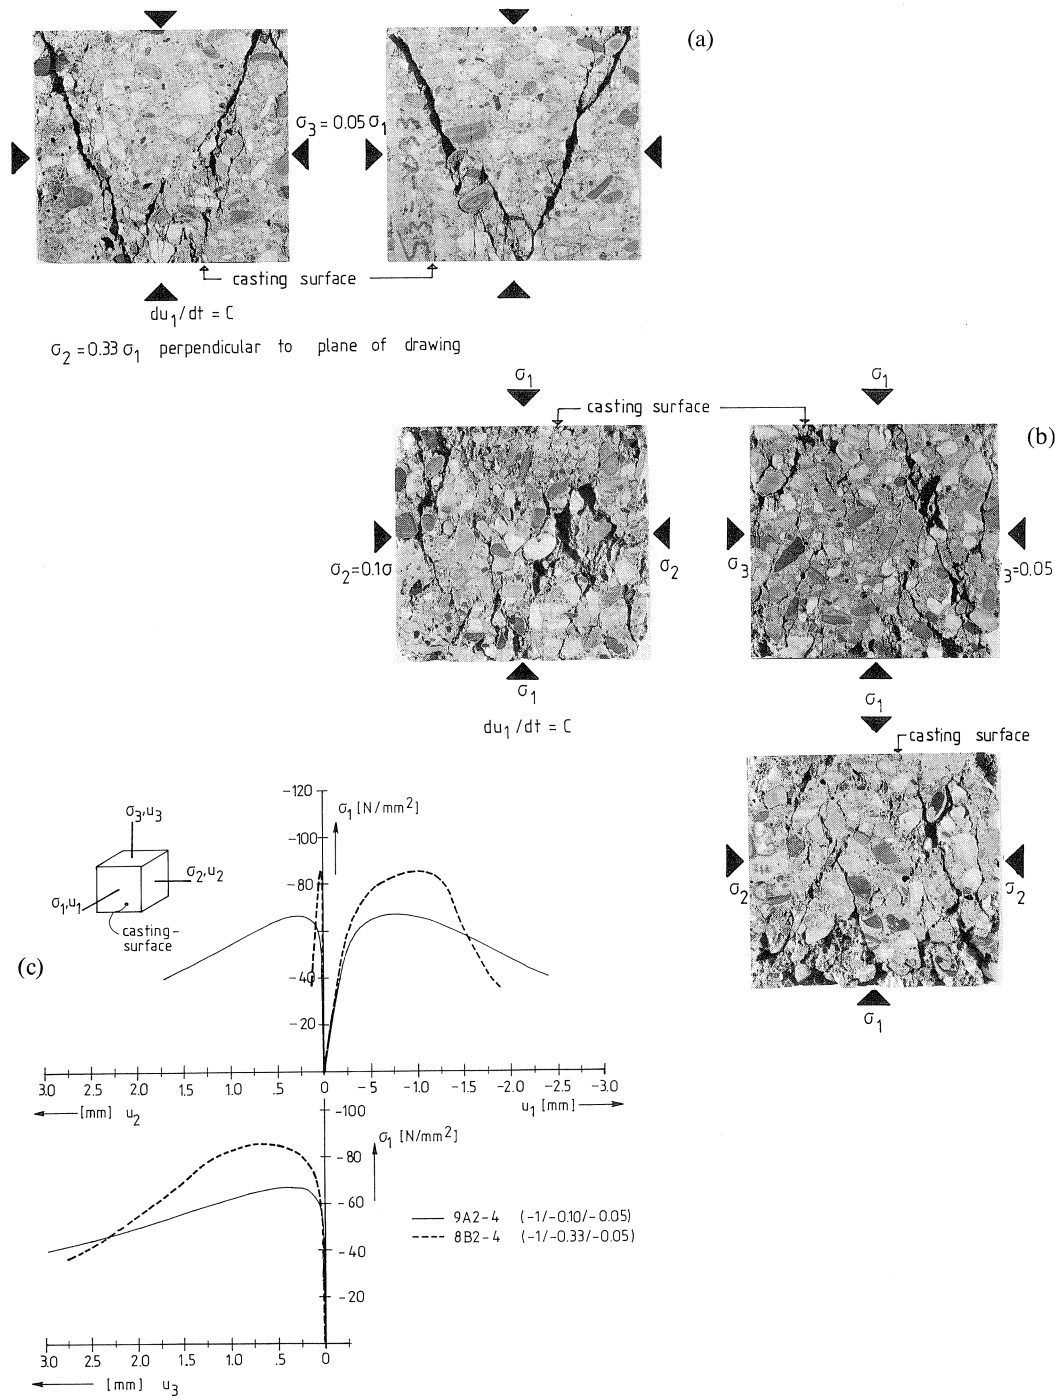 (a)
σ3 = 0.05 σ1
casting surface
du1/dt = C
σ2 = 0.33 σ1 perpendicular to plane of drawing
σ1
σ1
casting surface
(b)
σ2=0.1σ
σ2
σ3
3=0.05
σ1
σ1
du1/dt = C
casting surface
σ2
σ2
σ1
-120
σ1 [N/mm2]
-100
-80
-60
-40
-20
σ3,u3
σ2,u2
σ1,u1
casting-
surface
(c)
3.0 2.5 2.0 1.5 1.0 0.5 0 -.5 -1.0 -1.5 -2.0 -2.5 -3.0
[mm] u2
u1 [mm]
-100
σ1 [N/mm2]
-80
-60
-40
-20
9A2-4 (-1/-0.10/-0.05)
8B2-4 (-1/-0.33/-0.05)
3.0 2.5 2.0 1.5 1.0 .5 0
[mm] u3